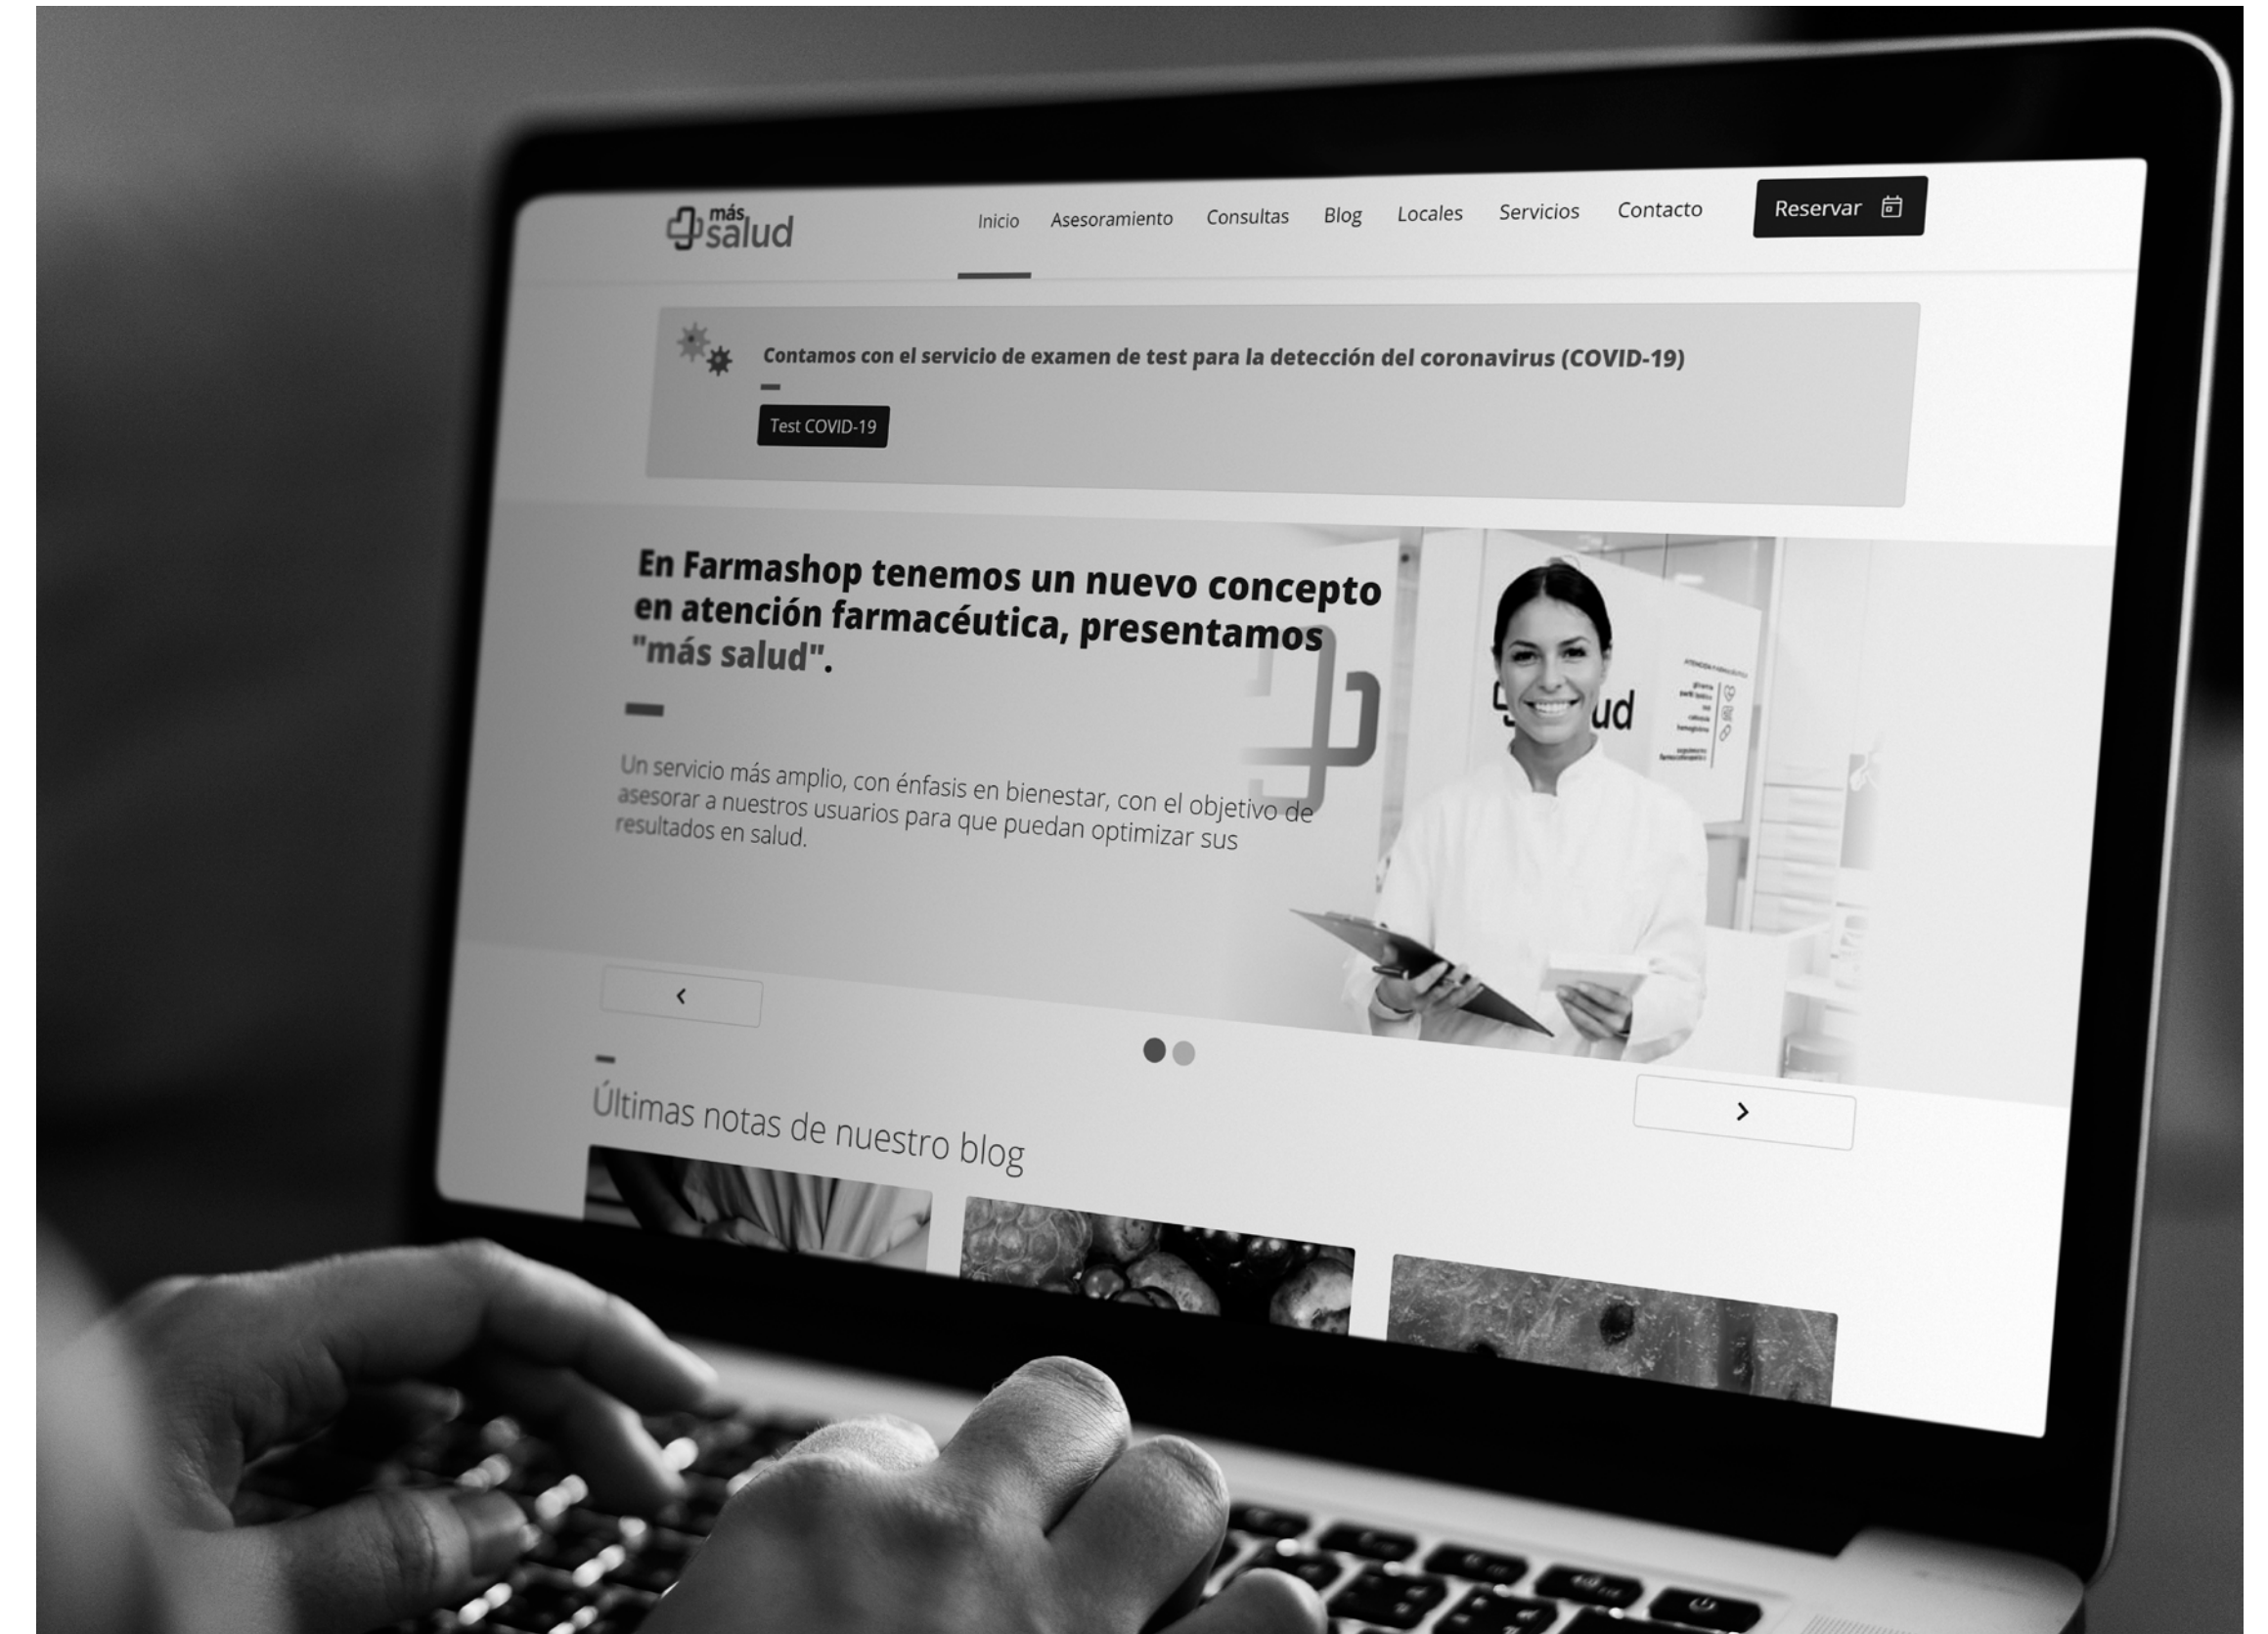 más
salud
Inicio Asesoramiento Consultas Blog Locales Servicios Contacto Reservar
Contamos con el servicio de examen de test para la detección del coronavirus (COVID-19)
Test COVID-19
En Farmashop tenemos un nuevo concepto
en atención farmacéutica, presentamos
"más salud".
Un servicio más amplio, con énfasis en bienestar, con el objetivo de
asesorar a nuestros usuarios para que puedan optimizar sus
resultados en salud.
ud
Últimas notas de nuestro blog